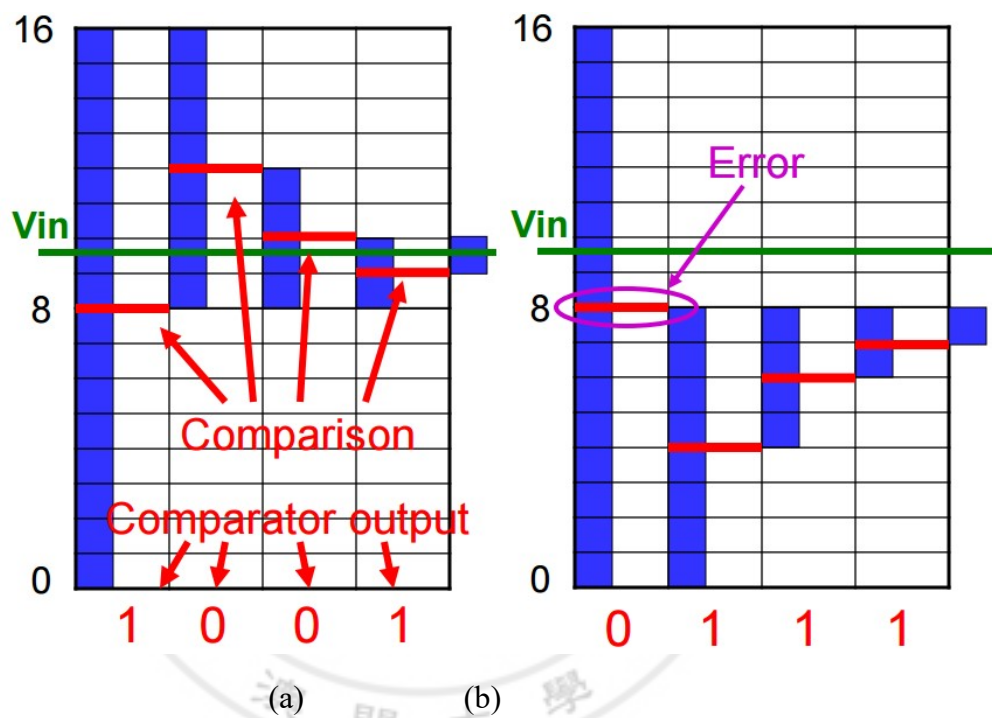 16
Vin
8
Comparison
Comparator output
0
1 0 0 1
16
Error
Vin
8
0
0 1 1 1
(a) (b)
學